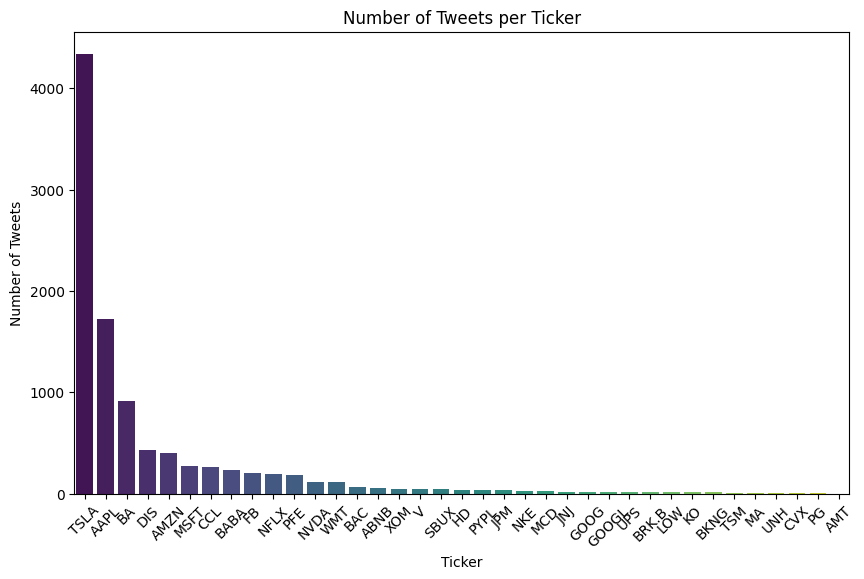 Number of Tweets per Ticker
Number of Tweets
4000
3000
2000
1000
0
TSLA
AAPL
BA
DIS
AMZN
MSFT
CCL
BABA
FB
NFLX
PFE
NVDA
WMT
BAC
ABNB
XOM
V
SBUX
HD
PYPL
JPM
NKE
MCD
JNJ
GOOG
GOOGL
UPS
BRK.B
LOW
KO
BKNG
TSM
MA
UNH
CVX
PG
AMT
Ticker